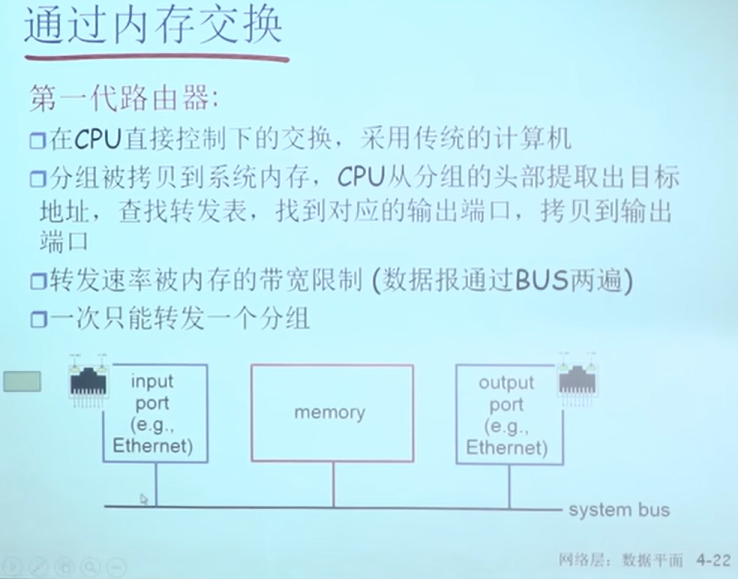 通过内存交换
第一代路由器:
在CPU直接控制下的交换，采用传统的计算机
分组被拷贝到系统内存，CPU从分组的头部提取出目标
地址，查找转发表，找到对应的输出端口，拷贝到输出
端口
转发速率被内存的带宽限制 (数据报通过BUS两遍)
一次只能转发一个分组
input
port
(e.g.,
Ethernet)
memory
output
port
(e.g.,
Ethernet)
system bus
网络层：数据平面 4-22